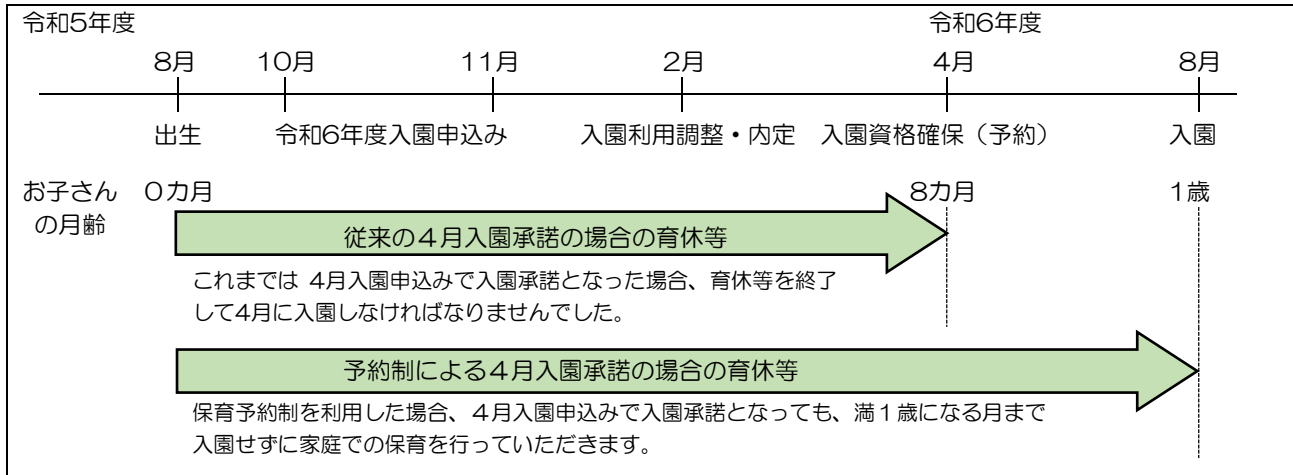 令和5年度 令和6年度
8月 10月 11月 2月 4月 8月
出生 令和6年度入園申込み 入園利用調整・内定 入園資格確保（予約） 入園
お子さん 0カ月 8カ月 1歳
の月齢
従来の４月入園承諾の場合の育休等
これまでは 4月入園申込みで入園承諾となった場合、育休等を終了
して4月に入園しなければなりませんでした。
予約制による４月入園承諾の場合の育休等
保育予約制を利用した場合、４月入園申込みで入園承諾となっても、満１歳になる月まで
入園せずに家庭での保育を行っていただきます。